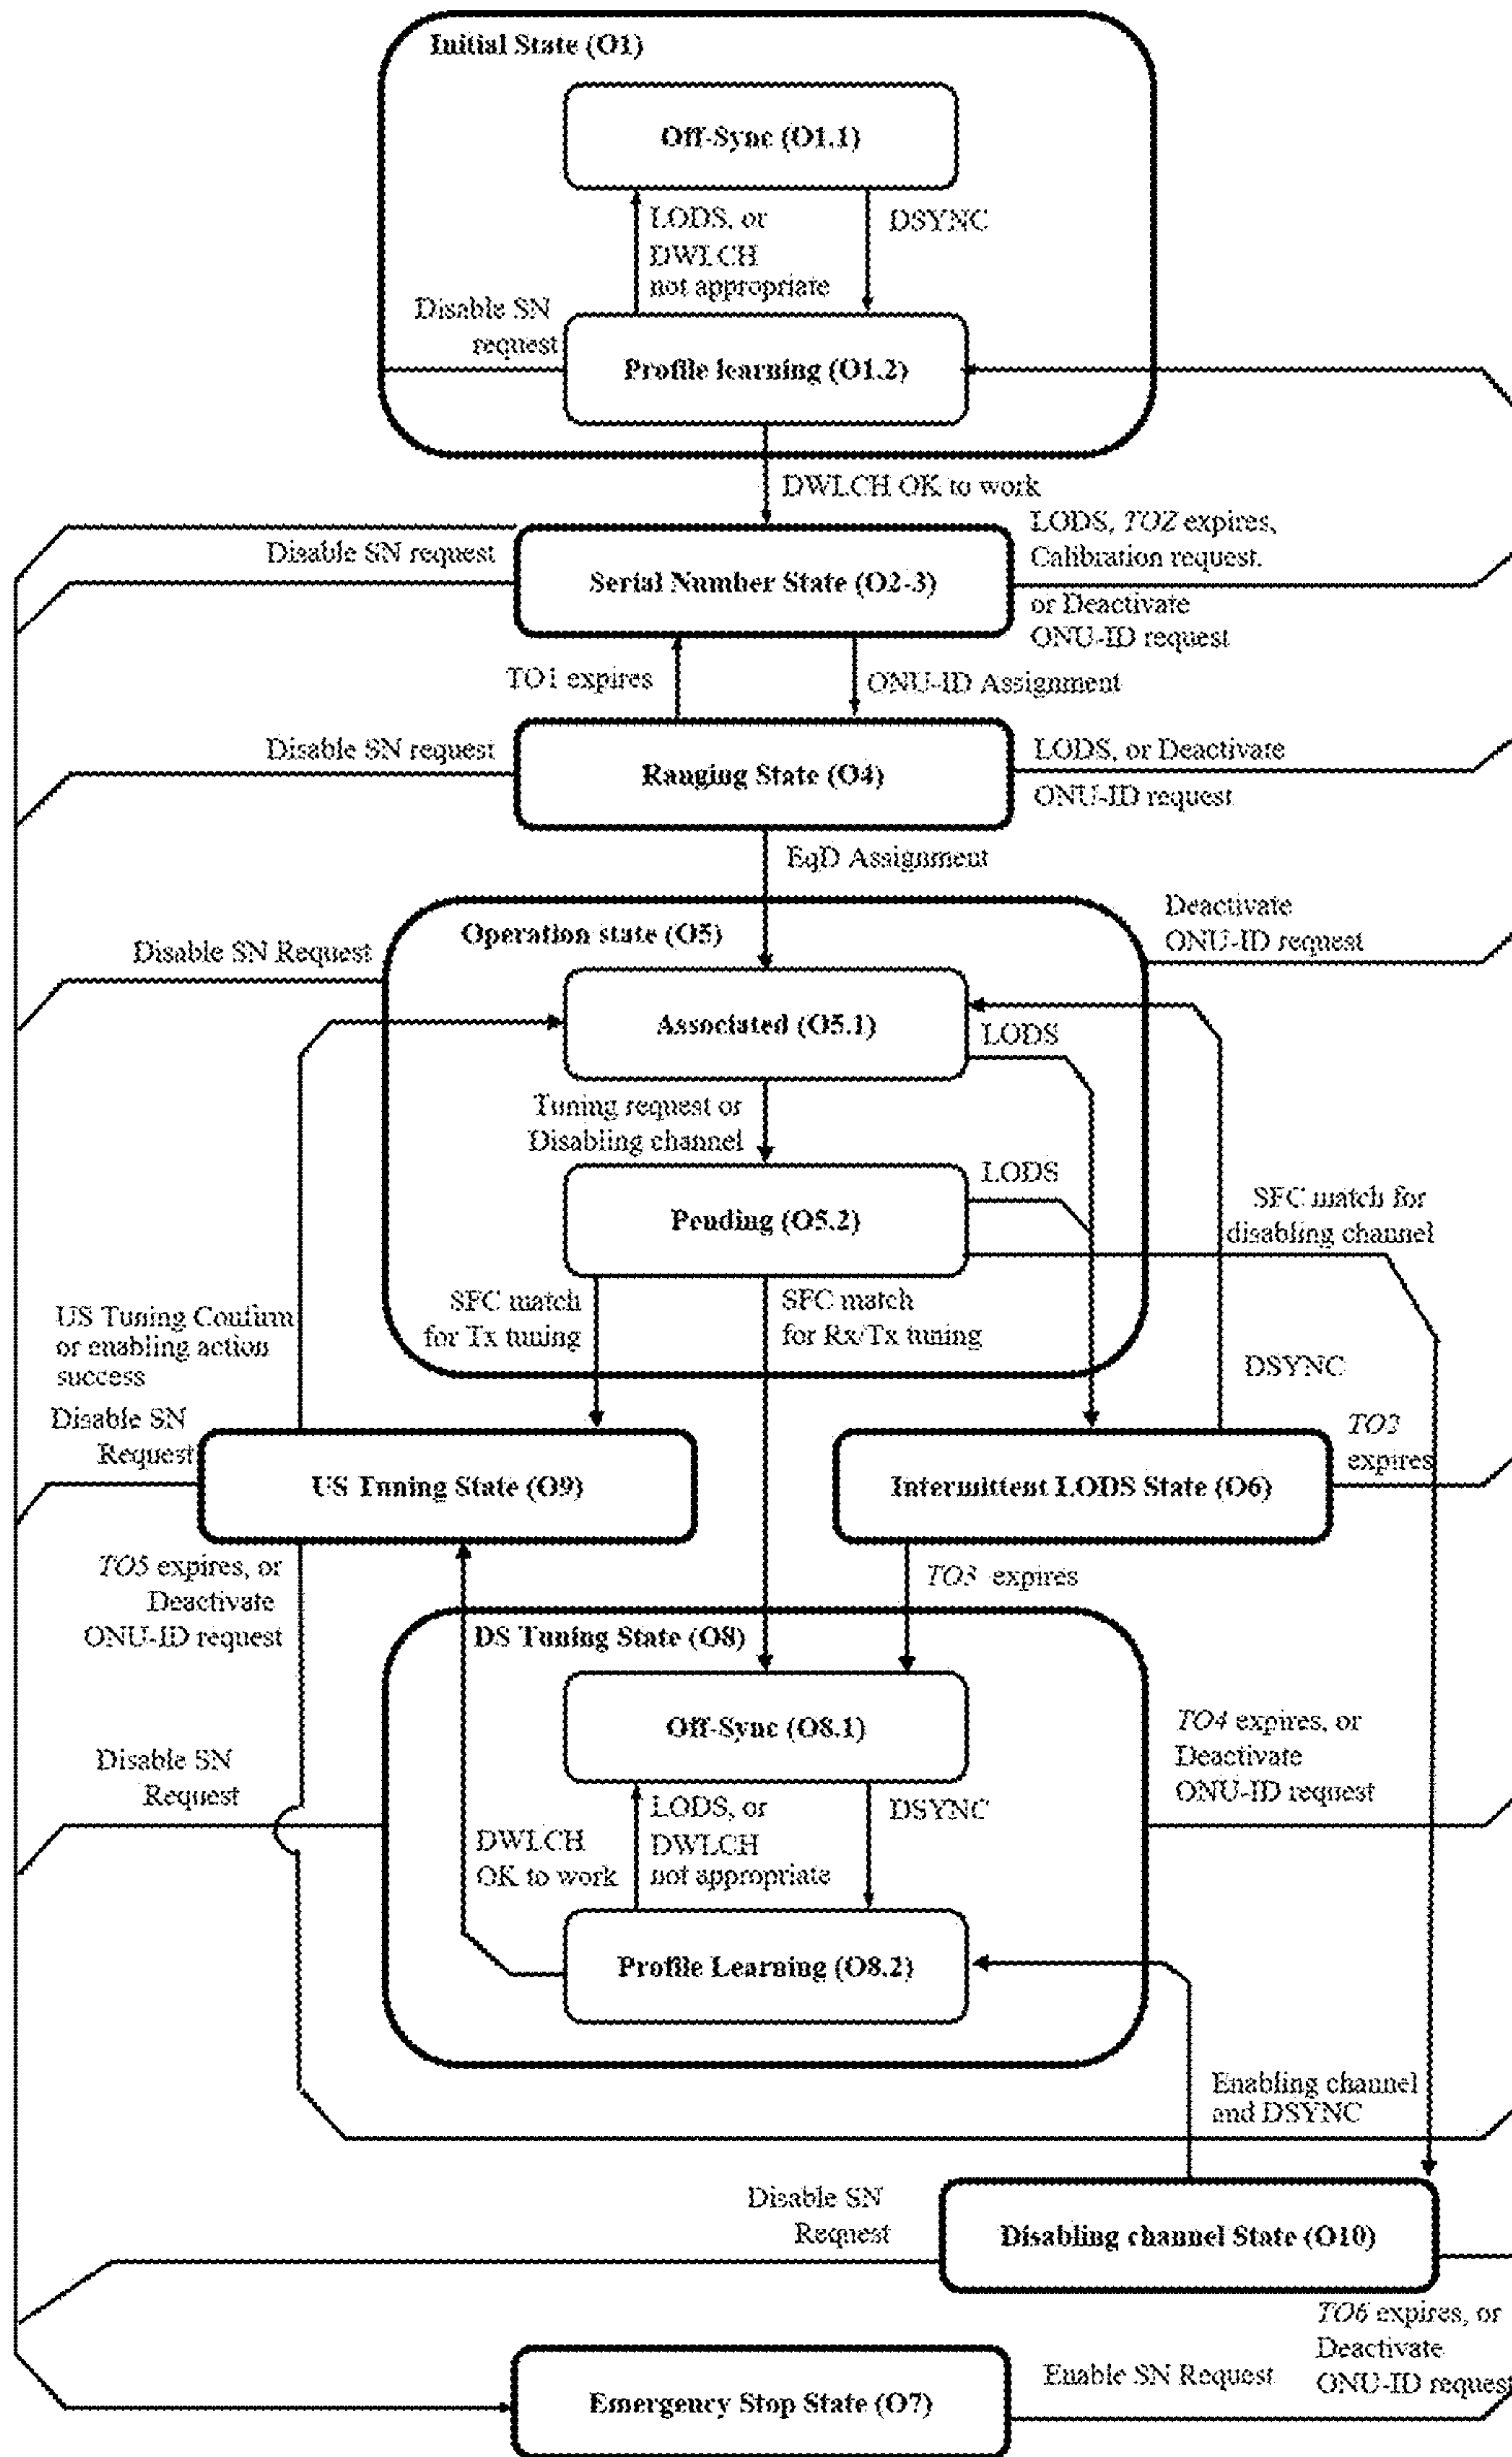 Initial State (O1)
Off-Sync (O1.1)
LODS, or
DWLCH
not appropriate
DSYNC
Disable SN
request
Profile learning (O1.2)
DWLCH OK to work
Disable SN request
Serial Number State (O2-3)
LODS, TOZ expires,
Calibration request.
or Deactivate
ONU-ID request
TO1 expires
ONU-ID Assignment
Disable SN request
Ranging State (O4)
LODS, or Deactivate
ONU-ID request
EqD Assignment
Deactivate
ONU-ID request
Operation state (O5)
Disable SN Request
Associated (O5.1)
LODS
Tuning request or
Disabling channel
LODS
Pending (O5.2)
SFC match for
disabling channel
SFC match
for Tx tuning
SFC match
for Rx/Tx tuning
US Tuning Confirm
or enabling action
success
DSYNC
Disable SN
Request
US Tuning State (O9)
Intermittent LODS State (O6)
expires
TO5 expires, or
Deactivate
ONU-ID request
TO3 expires
DS Tuning State (O8)
Off-Sync (O8.1)
TO4 expires, or
Deactivate
ONU-ID request
Disable SN
Request
DWLCH
OK to work
LODS, or
DWLCH
not appropriate
DSYNC
Profile Learning (O8.2)
Enabling channel
and DSYNC
Disable SN
Request
Disabling channel State (O10)
TO6 expires, or
Deactivate
ONU-ID request
Enable SN Request
Emergency Stop State (O7)